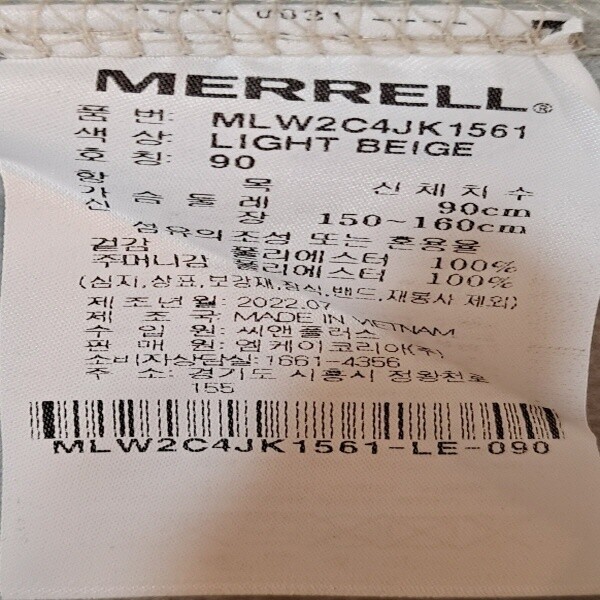 0831
MERRELL®
품 번: MLW2C4JK1561
색 상: LIGHT BEIGE
호 칭: 90
항 목 신체치수
가슴둘레 90cm
신 장 150~160cm
섬유의 조성 또는 혼용율
겉감 폴리에스터 100%
주머니감 폴리에스터 100%
(심지,상표,보강재,장식,밴드,재봉사 제외)
제조년월: 2022.07
제 조 국: MADE IN VIETNAM
수 입 원: 씨앤플러스
판 매 원: 엠케이코리아(주)
소비자상담실: 1661-4356
주 소: 경기도 시흥시 정왕천로
155
MLW2C4JK1561-LE-090